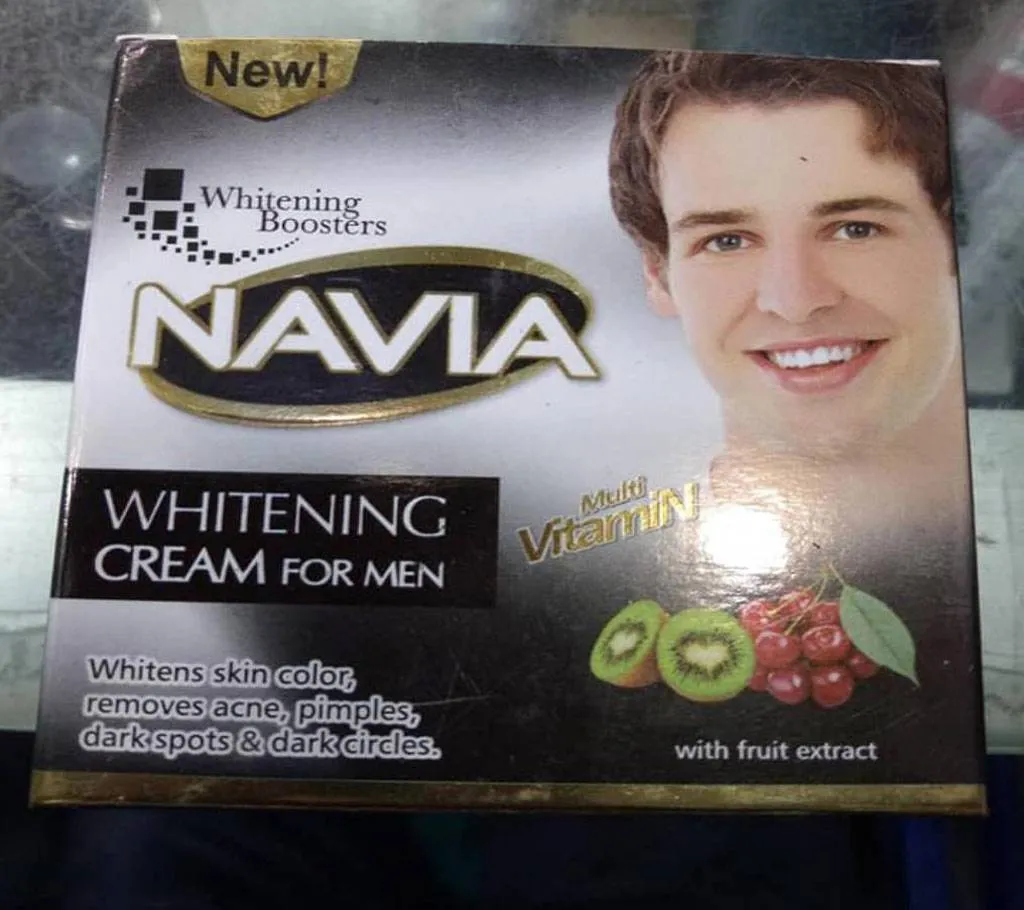 New!
Whitening
Boosters
NAVIA
WHITENING
CREAM FOR MEN
Multi
VitamiN
Whitens skin color,
removes acne, pimples,
dark spots & dark circles.
with fruit extract